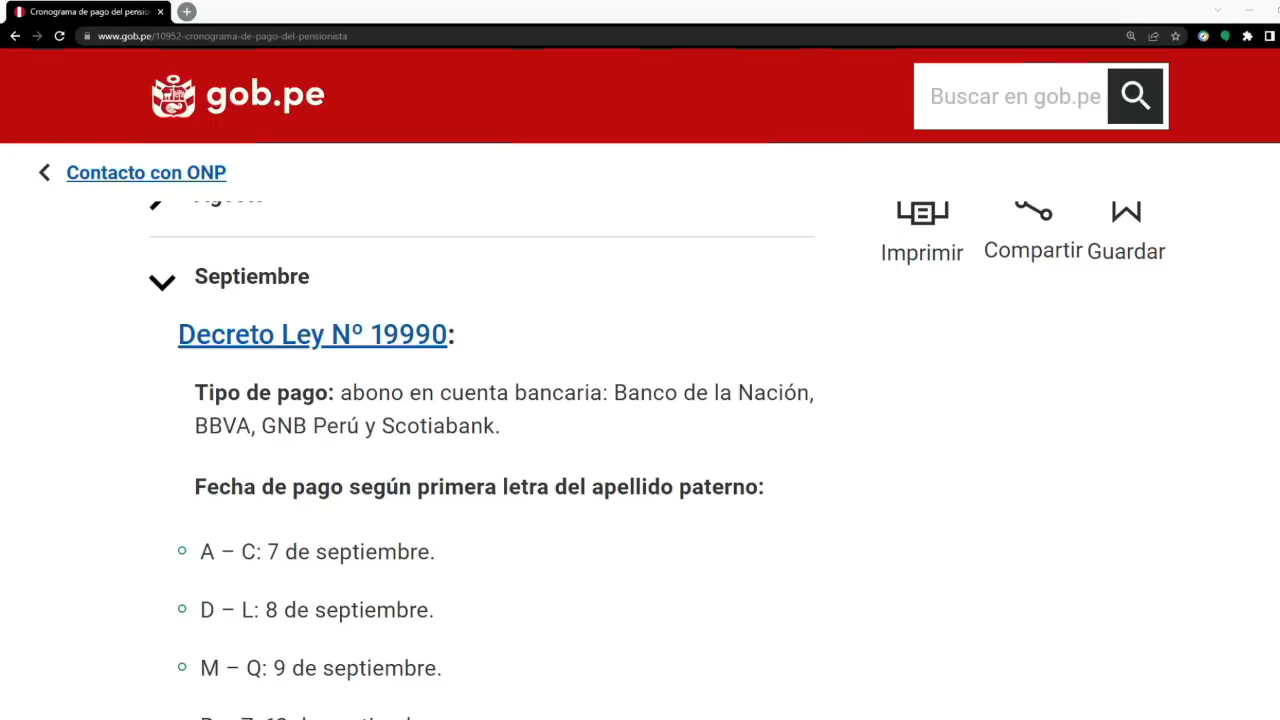 Cronograma de pago del pensio
www.gob.pe/10952-cronograma-de-pago-del-pensionista
gob.pe
Buscar en gob.pe
Contacto con ONP
Imprimir
Compartir
Guardar
Septiembre
Decreto Ley Nº 19990:
Tipo de pago: abono en cuenta bancaria: Banco de la Nación,
BBVA, GNB Perú y Scotiabank.
Fecha de pago según primera letra del apellido paterno:
A – C: 7 de septiembre.
D – L: 8 de septiembre.
M – Q: 9 de septiembre.